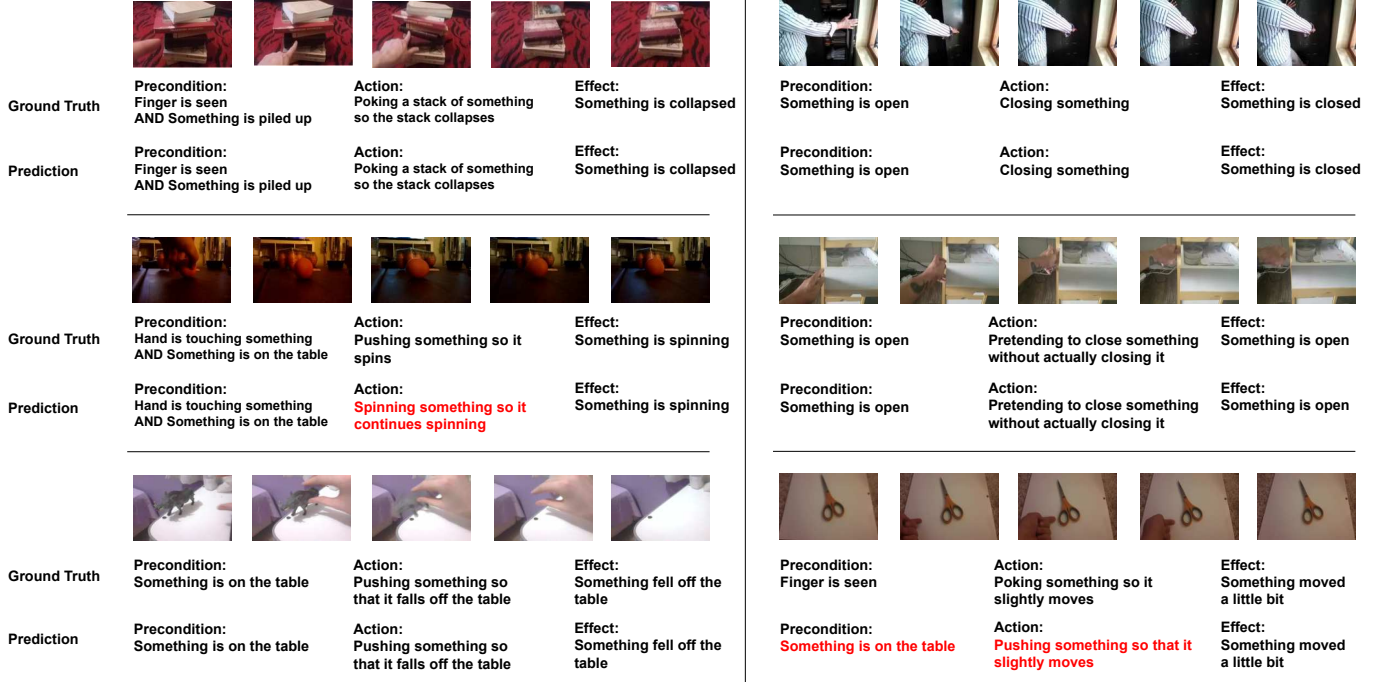 Ground Truth
Precondition:
Finger is seen
AND Something is piled up
Action:
Poking a stack of something
so the stack collapses
Effect:
Something is collapsed
Prediction
Precondition:
Finger is seen
AND Something is piled up
Action:
Poking a stack of something
so the stack collapses
Effect:
Something is collapsed
Precondition:
Something is open
Action:
Closing something
Effect:
Something is closed
Precondition:
Something is open
Action:
Closing something
Effect:
Something is closed
Ground Truth
Precondition:
Hand is touching something
AND Something is on the table
Action:
Pushing something so it
spins
Effect:
Something is spinning
Prediction
Precondition:
Hand is touching something
AND Something is on the table
Action:
Spinning something so it
continues spinning
Effect:
Something is spinning
Precondition:
Something is open
Action:
Pretending to close something
without actually closing it
Effect:
Something is open
Precondition:
Something is open
Action:
Pretending to close something
without actually closing it
Effect:
Something is open
Ground Truth
Precondition:
Something is on the table
Action:
Pushing something so
that it falls off the table
Effect:
Something fell off the
table
Prediction
Precondition:
Something is on the table
Action:
Pushing something so
that it falls off the table
Effect:
Something fell off the
table
Precondition:
Finger is seen
Action:
Poking something so it
slightly moves
Effect:
Something moved
a little bit
Precondition:
Something is on the table
Action:
Pushing something so that it
slightly moves
Effect:
Something moved
a little bit